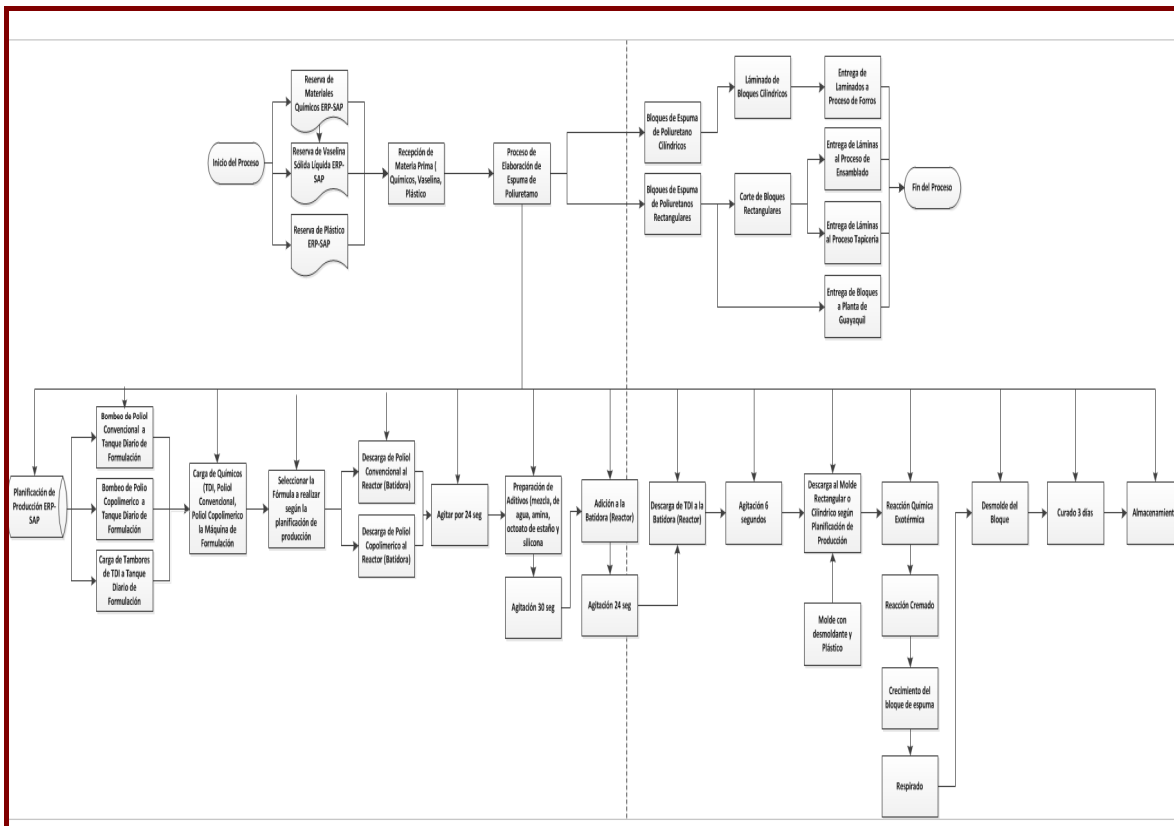 Inicio del Proceso
Reserva de
Materiales
Químicos ERP-SAP
Reserva de Vaselina
Sólida Líquida ERP-
SAP
Reserva de Plástico
ERP-SAP
Recepción de
Materia Prima (
Químicos, Vaselina,
Plástico
Proceso de
Elaboración de
Espuma de
Poliuretamo
Bloques de Espuma
de Poliuretano
Cilíndricos
Bloques de Espuma
de Poliuretanos
Rectangulares
Láminado de
Bloques Cilíndricos
Corte de Bloques
Rectangulares
Entrega de
Laminados a
Proceso de Forros
Entrega de Láminas
al Proceso de
Ensamblado
Entrega de Láminas
al Proceso Tapicería
Entrega de Bloques
a Planta de
Guayaquil
Fin del Proceso
Planificación de
Producción ERP-
SAP
Bombeo de Poliol
Convencional a
Tanque Diario de
Formulación
Bombeo de Polio
Copolimerico a
Tanque Diario de
Formulación
Carga de Tambores
de TDI a Tanque
Diario de
Formulación
Carga de Químicos
(TDI, Poliol
Convencional,
Poliol Copolimerico
la Máquina de
Formulación
Seleccionar la
Fórmula a realizar
según la
planificación de
producción
Descarga de Poliol
Convencional al
Reactor (Batidora)
Descarga de Poliol
Copolimerico al
Reactor (Batidora)
Agitar por 24 seg
Preparación de
Aditivos (mezcla, de
agua, amina,
octoato de estaño y
silicona
Agitación 30 seg
Adición a la
Batidora (Reactor)
Agitación 24 seg
Descarga de TDI a la
Batidora (Reactor)
Agitación 6
segundos
Descarga al Molde
Rectangular o
Cilíndrico según
Planificación de
Producción
Molde con
desmoldante y
Plástico
Reacción Química
Exotérmica
Reacción Cremado
Crecimiento del
bloque de espuma
Respirado
Desmolde del
Bloque
Curado 3 días
Almacenamient